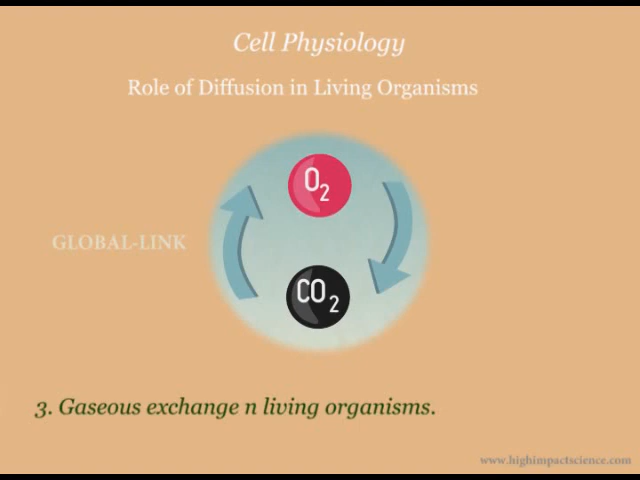 Cell Physiology
Role of Diffusion in Living Organisms
O2
GLOBAL-LINK
CO2
3. Gaseous exchange n living organisms.
www.highimpactscience.com